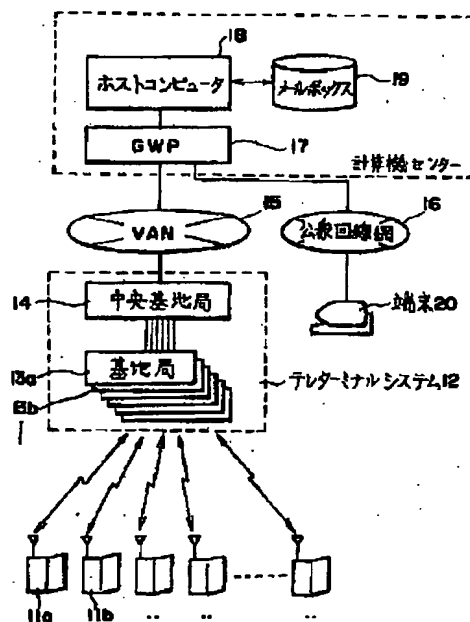 18
ホストコンピュータ
メールボックス
19
GWP
17
計算機センター
VAN
15
公衆回線網
16
14
中央基地局
端末20
13a
基地局
13b
テレターミナルシステム12
11a
11b